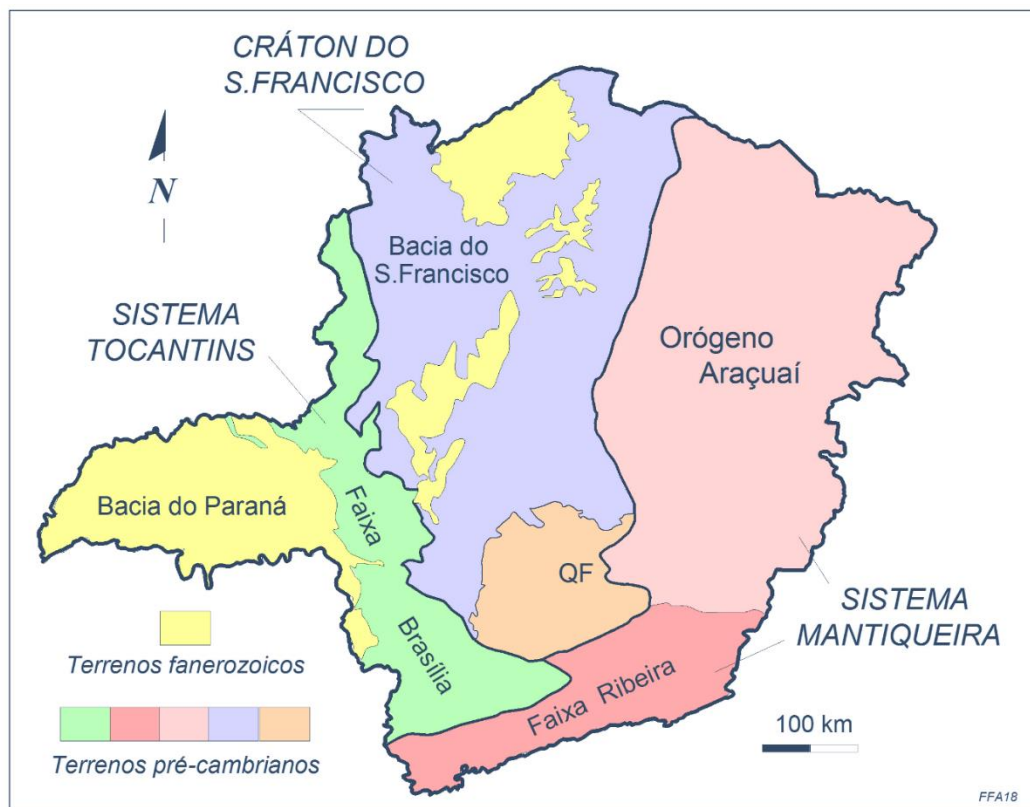 CRÁTON DO
S.FRANCISCO
N
Bacia do
S.Francisco
SISTEMA
TOCANTINS
Orógeno
Araçuaí
Bacia do Paraná
Faixa
Brasília
QF
SISTEMA
MANTIQUEIRA
Faixa Ribeira
Terrenos fanerozoicos
Terrenos pré-cambrianos
100 km
FFA18